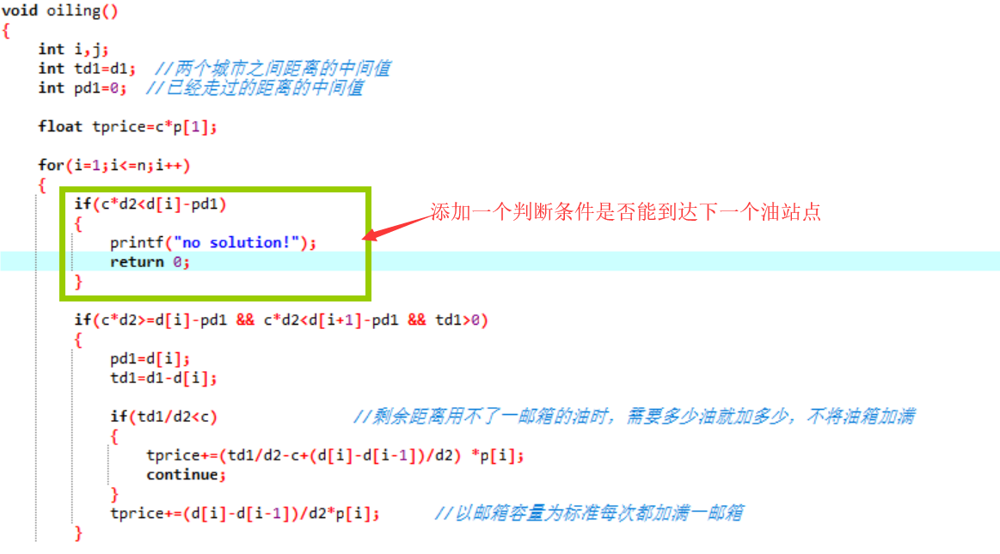 void oiling()
{
int i,j;
int td1=d1; //两个城市之间距离的中间值
int pd1=0; //已经走过的距离的中间值
float tprice=c*p[1];
for(i=1;i<=n;i++)
{
if(c*d2<d[i]-pd1)
添加一个判断条件是否能到达下一个油站点
{
printf("no solution!");
return 0;
}
if(c*d2>=d[i]-pd1 && c*d2<d[i+1]-pd1 && td1>0)
{
pd1=d[i];
td1=d1-d[i];
if(td1/d2<c) //剩余距离用不了一邮箱的油时，需要多少油就加多少，不将油箱加满
{
tprice+=(td1/d2-c+(d[i]-d[i-1])/d2) *p[i];
continue;
}
tprice+=(d[i]-d[i-1])/d2*p[i]; //以邮箱容量为标准每次都加满一邮箱
}